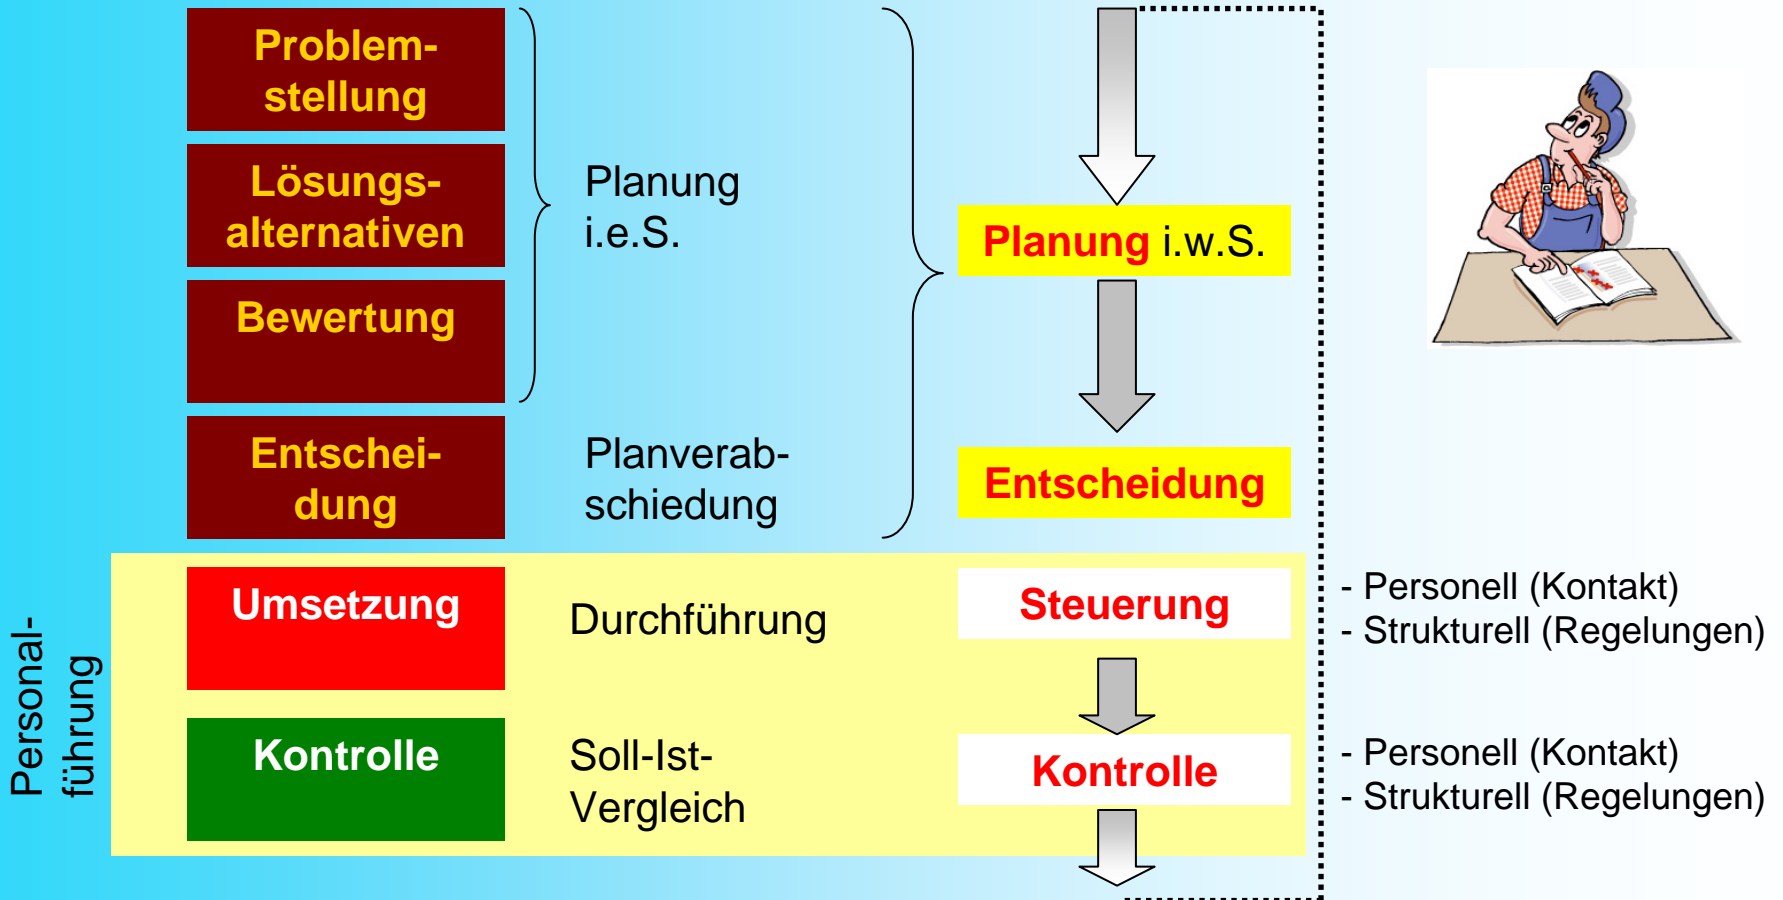 Problem-
stellung
Lösungs-
alternativen
Bewertung
Planung
i.e.S.
Planung i.w.S.
Entschei-
dung
Planverab-
schiedung
Entscheidung
Personal-
führung
Umsetzung
Durchführung
Steuerung
- Personell (Kontakt)
- Strukturell (Regelungen)
Kontrolle
Soll-Ist-
Vergleich
Kontrolle
- Personell (Kontakt)
- Strukturell (Regelungen)